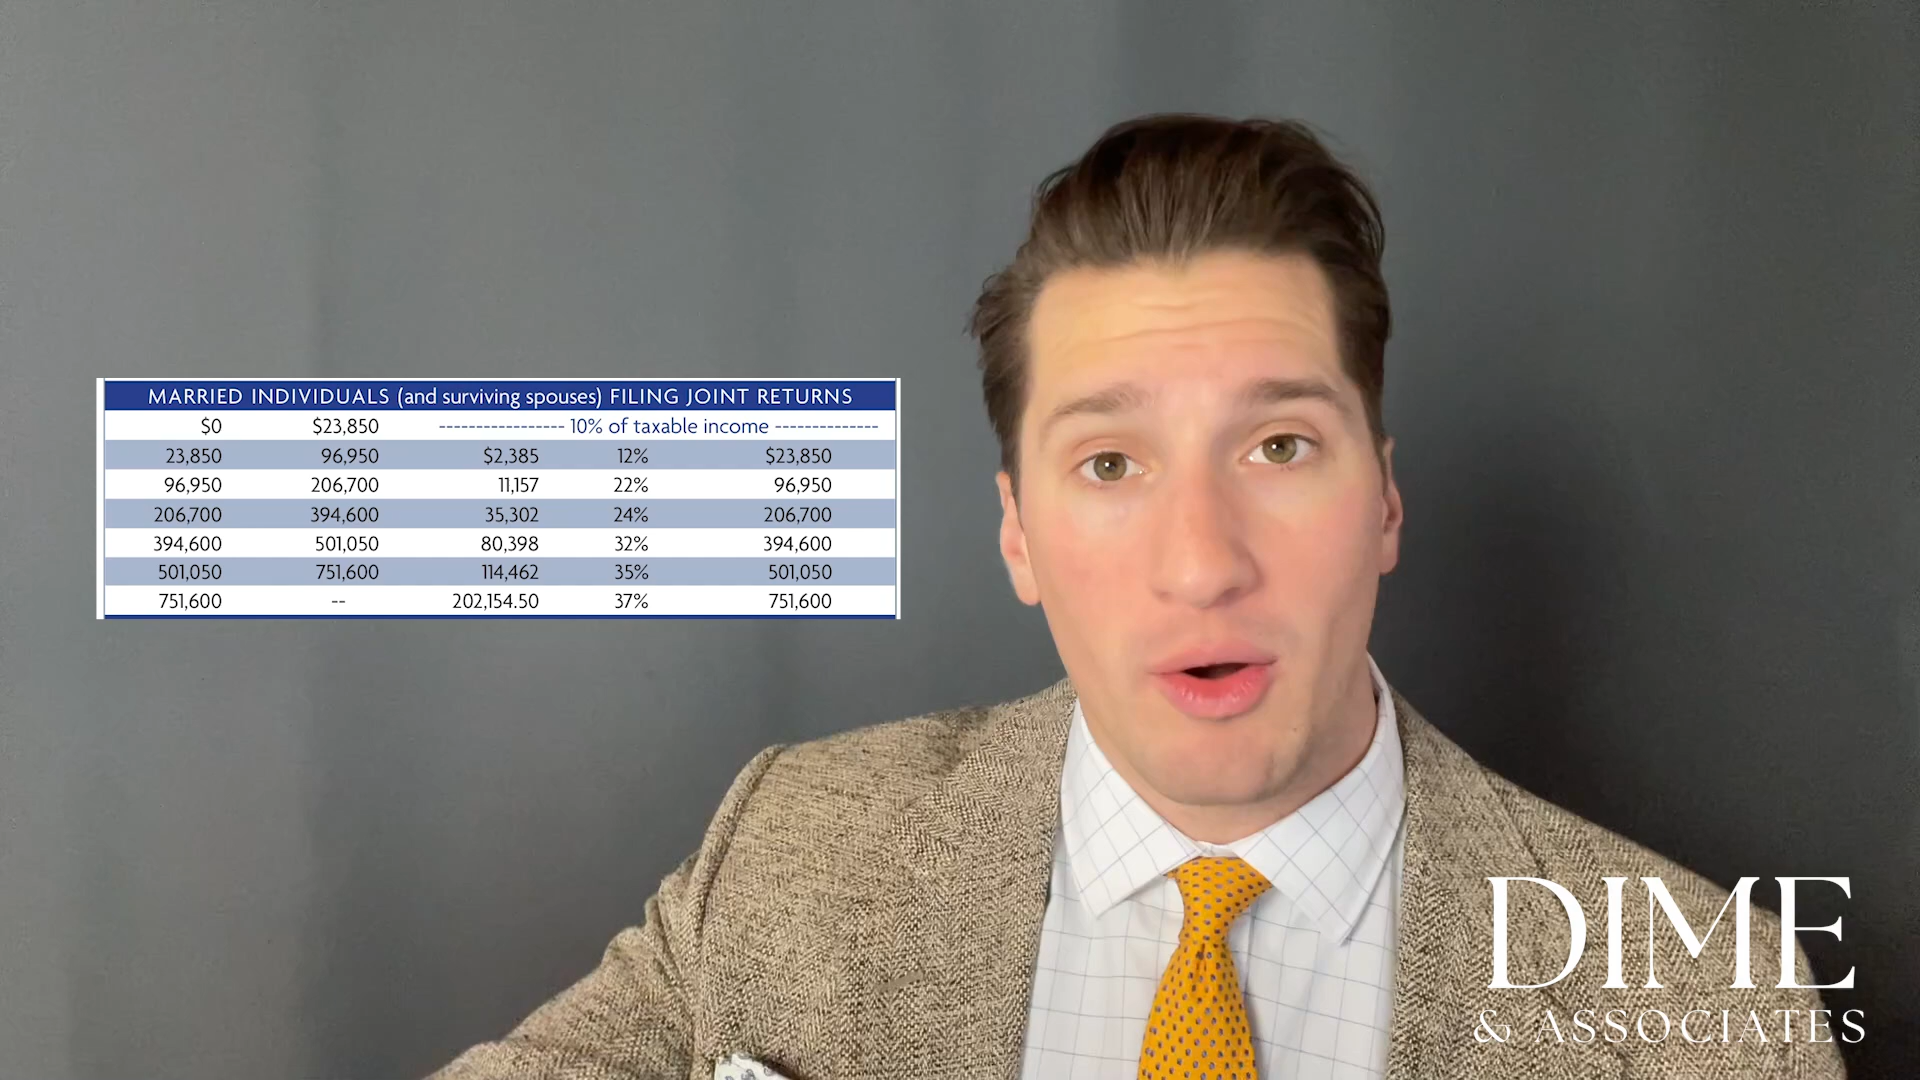 MARRIED INDIVIDUALS (and surviving spouses) FILING JOINT RETURNS
$0 $23,850 ----------------- 10% of taxable income --------------
23,850 96,950 $2,385 12% $23,850
96,950 206,700 11,157 22% 96,950
206,700 394,600 35,302 24% 206,700
394,600 501,050 80,398 32% 394,600
501,050 751,600 114,462 35% 501,050
751,600 -- 202,154.50 37% 751,600
DIME
& ASSOCIATES